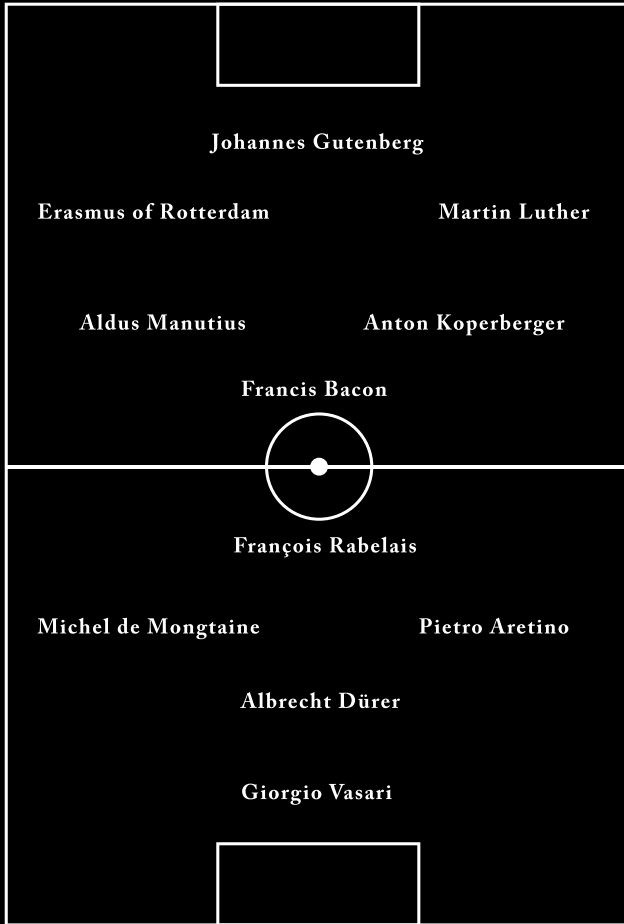 Johannes Gutenberg
Erasmus of Rotterdam
Martin Luther
Aldus Manutius
Anton Koperberger
Francis Bacon
François Rabelais
Michel de Mongtaine
Pietro Aretino
Albrecht Dürer
Giorgio Vasari